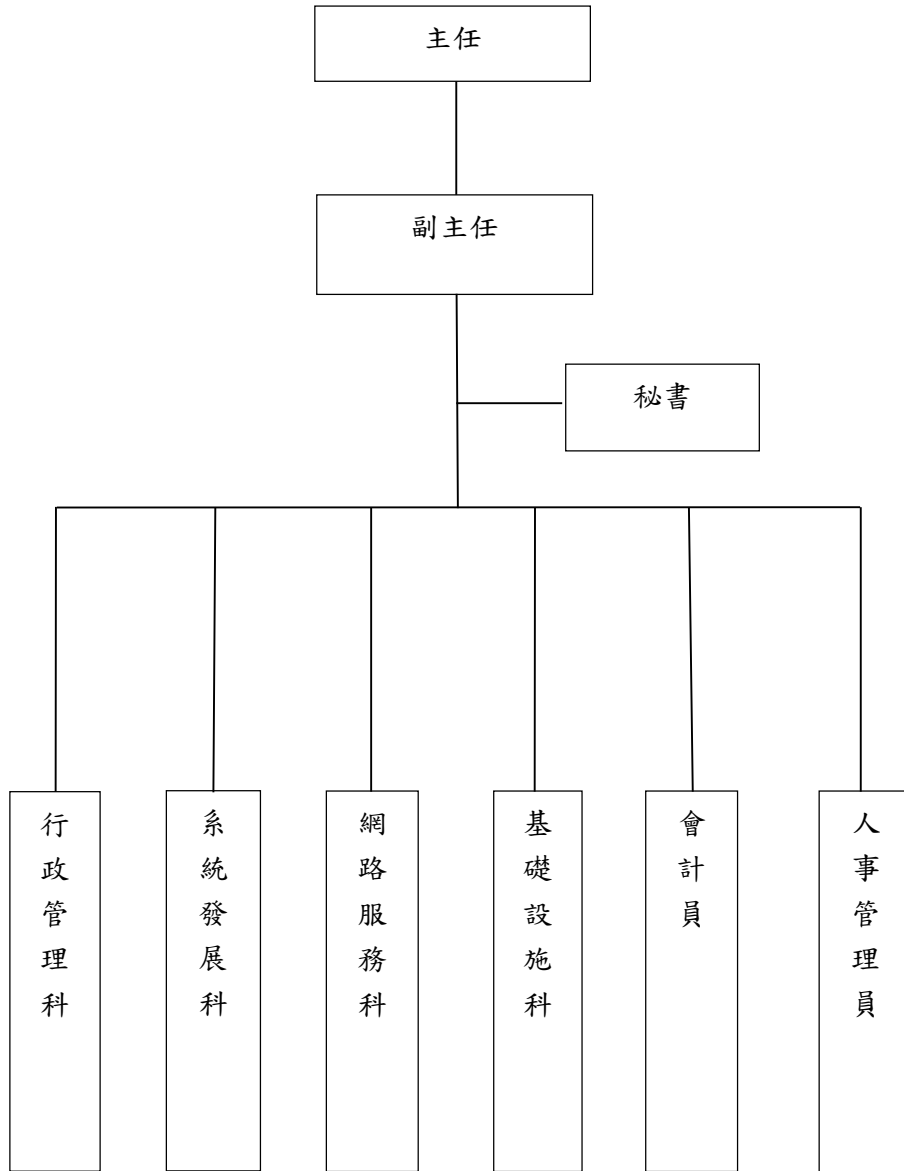 主任
副主任
秘書
行政管理科
系統發展科
網路服務科
基礎設施科
會計員
人事管理員